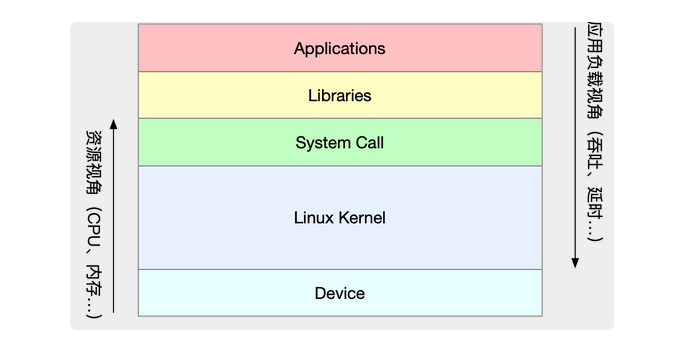 Applications
Libraries
System Call
Linux Kernel
Device
资源视角（CPU、内存...）
应用负载视角（吞吐、延时...）